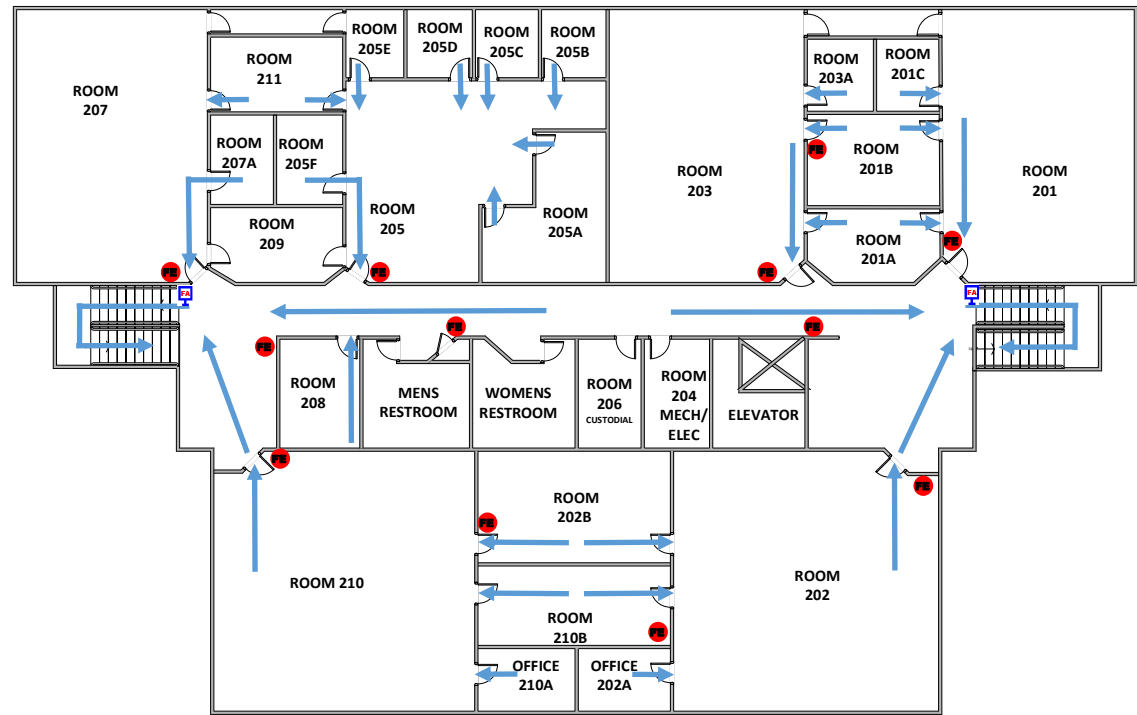 ROOM
205E
ROOM
205D
ROOM
205C
ROOM
205B
ROOM
211
ROOM
203A
ROOM
201C
ROOM
207
ROOM
207A
ROOM
205F
ROOM
201B
FE
ROOM
203
ROOM
201
ROOM
209
ROOM
205
ROOM
205A
ROOM
201A
FE
FE
FE
FE
FA
FA
FE
FE
FE
ROOM
208
MENS
RESTROOM
WOMENS
RESTROOM
ROOM
206
CUSTODIAL
ROOM
204
MECH/
ELEC
ELEVATOR
FE
FE
ROOM
202B
FE
ROOM 210
ROOM
202
ROOM
210B
FE
OFFICE
210A
OFFICE
202A